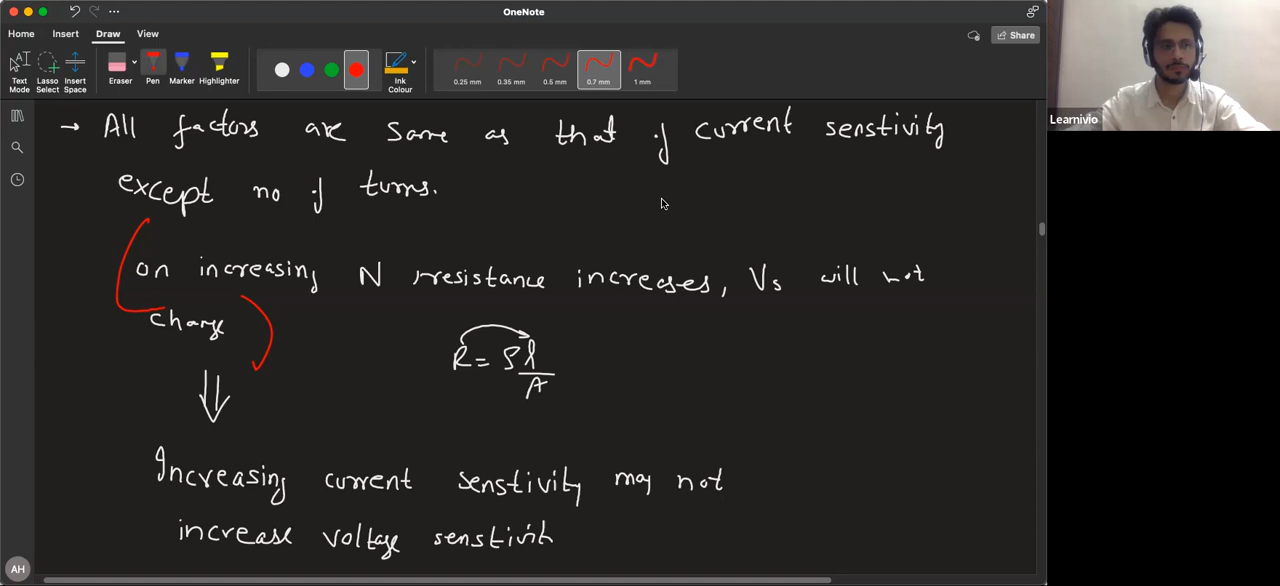 OneNote
Home Insert Draw View
Share
Text Mode
Lasso Select
Insert Space
Eraser
Pen
Marker
Highlighter
Ink Colour
0.25 mm
0.35 mm
0.5 mm
0.7 mm
1 mm
Learnivio
→ All factors are same as that of current senstivity
except no of turns.
on increasing N resistance increases, Vs will not
change
R = ρl/A
Increasing current senstivity may not
increase voltage senstivit
AH